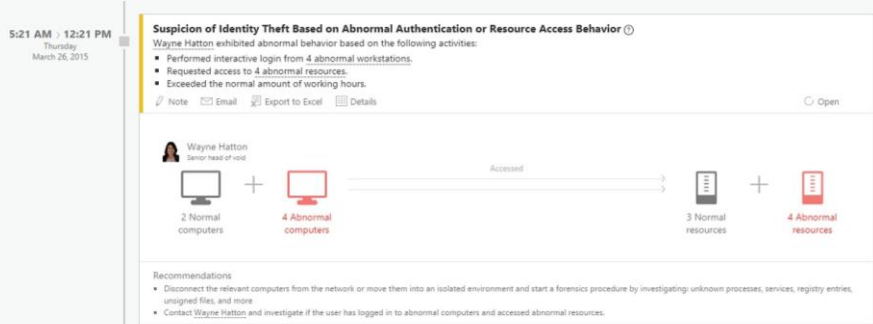 5:21 AM > 12:21 PM
Thursday
March 26, 2015
Suspicion of Identity Theft Based on Abnormal Authentication or Resource Access Behavior ?
Wayne Hatton exhibited abnormal behavior based on the following activities:
▪ Performed interactive login from 4 abnormal workstations.
▪ Requested access to 4 abnormal resources.
▪ Exceeded the normal amount of working hours.
Note Email Export to Excel Details Open
Wayne Hatton
Senior head of void
Accessed
2 Normal computers
4 Abnormal computers
3 Normal resources
4 Abnormal resources
Recommendations
▪ Disconnect the relevant computers from the network or move them into an isolated environment and start a forensics procedure by investigating: unknown processes, services, registry entries,
unsigned files, and more
▪ Contact Wayne Hatton and investigate if the user has logged in to abnormal computers and accessed abnormal resources.